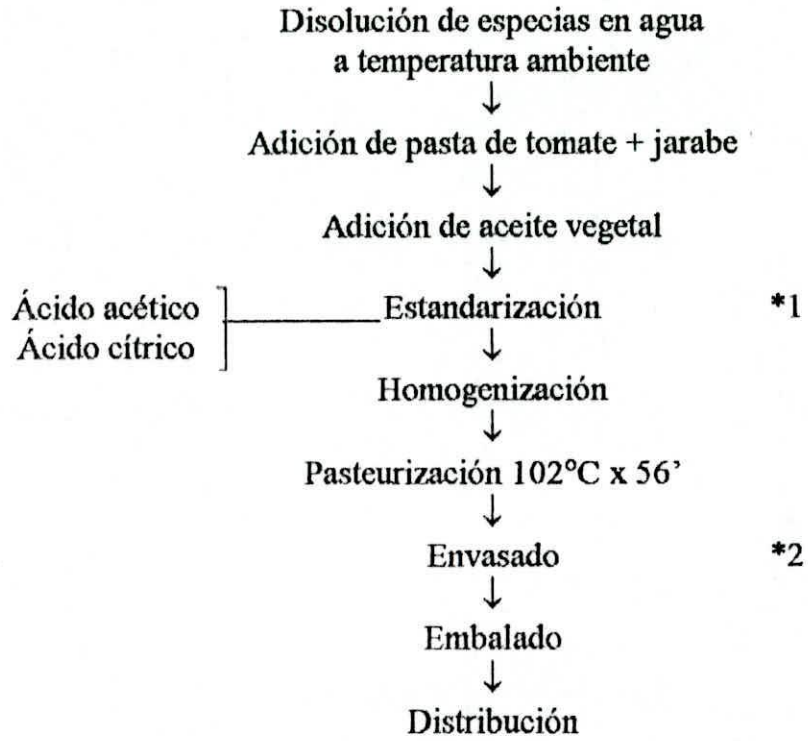 Disolución de especias en agua
a temperatura ambiente
↓
Adición de pasta de tomate + jarabe
↓
Adición de aceite vegetal
↓
Ácido acético
Ácido cítrico
Estandarización *1
↓
Homogenización
↓
Pasteurización 102°C x 56’
↓
Envasado *2
↓
Embalado
↓
Distribución